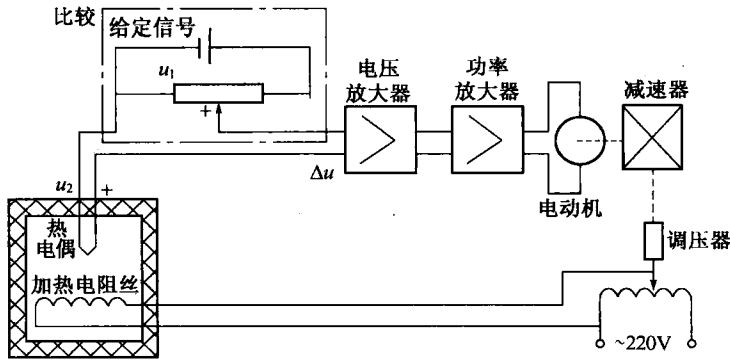 比较
给定信号
u₁
+
电压
放大器
功率
放大器
减速器
Δu
u₂
+
电动机
热
电偶
调压器
加热电阻丝
~220V